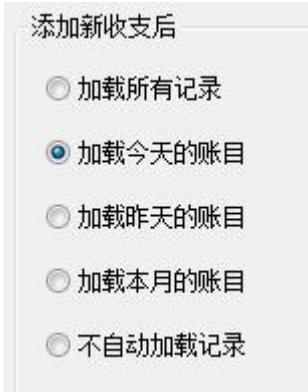 添加新收支后
加载所有记录
加载今天的账目
加载昨天的账目
加载本月的账目
不自动加载记录